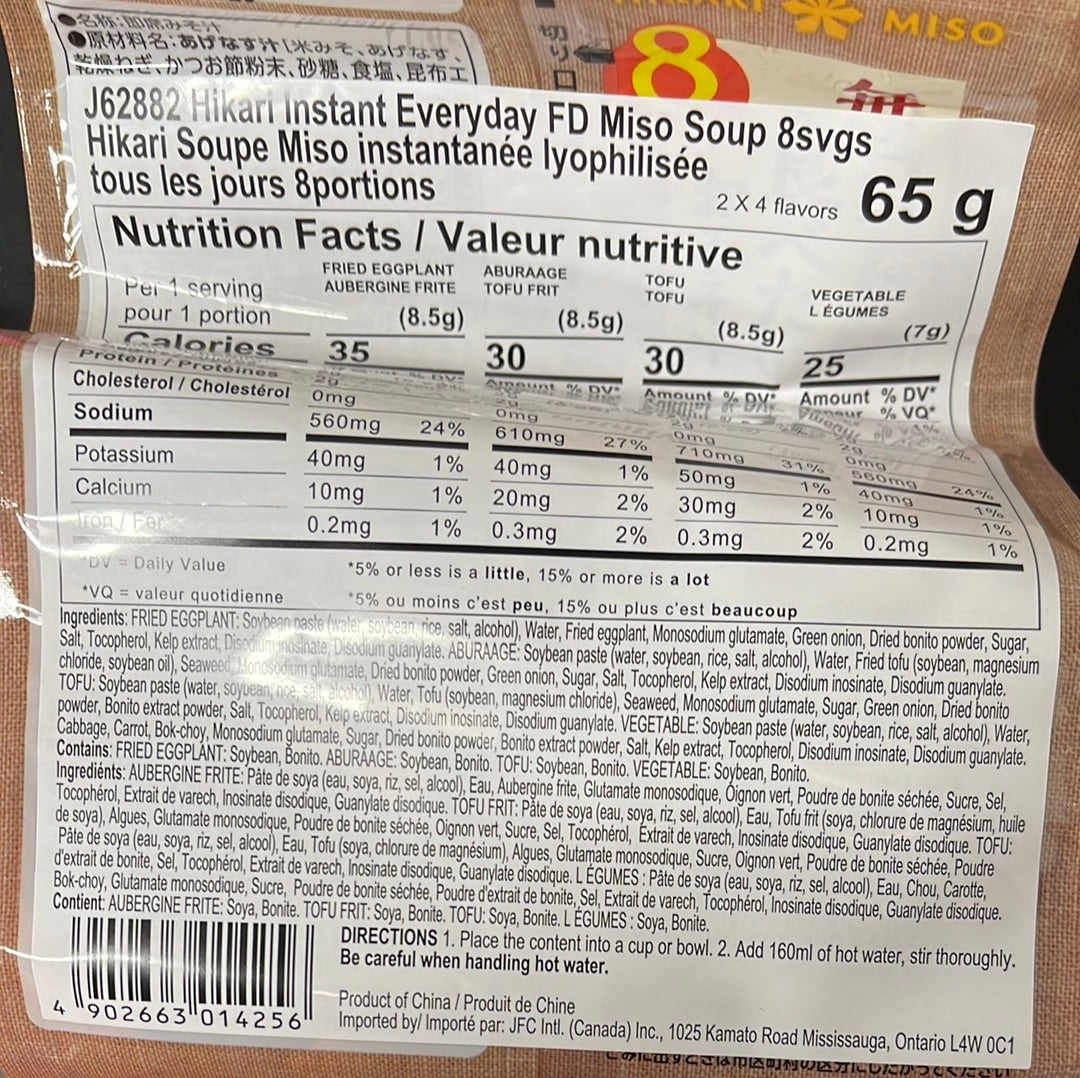 ●名称:即席みそ汁
●原材料名:あげなす汁[米みそ、あげなす、
乾燥ねぎ、かつお節粉末、砂糖、食塩、昆布エ
切り口
8
MISO
J62882 Hikari Instant Everyday FD Miso Soup 8svgs
Hikari Soupe Miso instantanée lyophilisée
tous les jours 8portions
2 X 4 flavors 65 g
Nutrition Facts / Valeur nutritive
Per 1 serving
pour 1 portion
FRIED EGGPLANT
AUBERGINE FRITE
(8.5g)
ABURAAGE
TOFU FRIT
(8.5g)
TOFU
TOFU
(8.5g)
VEGETABLE
L ÉGUMES
(7g)
Calories 35 30 30 25
Amount % DV* Amount % DV* Amount % DV*
% VQ*
Protein / Protéines 2g 2g 2g 2g
Cholesterol / Cholestérol 0mg 0mg 0mg 0mg
Sodium 560mg 24% 610mg 27% 710mg 31% 560mg 24%
Potassium 40mg 1% 40mg 1% 50mg 1% 40mg 1%
Calcium 10mg 1% 20mg 2% 30mg 2% 10mg 1%
Iron / Fer 0.2mg 1% 0.3mg 2% 0.3mg 2% 0.2mg 1%
*DV = Daily Value *5% or less is a little, 15% or more is a lot
*VQ = valeur quotidienne *5% ou moins c'est peu, 15% ou plus c'est beaucoup
Ingredients: FRIED EGGPLANT: Soybean paste (water, soybean, rice, salt, alcohol), Water, Fried eggplant, Monosodium glutamate, Green onion, Dried bonito powder, Sugar,
Salt, Tocopherol, Kelp extract, Disodium inosinate, Disodium guanylate. ABURAAGE: Soybean paste (water, soybean, rice, salt, alcohol), Water, Fried tofu (soybean, magnesium
chloride, soybean oil), Seaweed, Monosodium glutamate, Dried bonito powder, Green onion, Sugar, Salt, Tocopherol, Kelp extract, Disodium inosinate, Disodium guanylate.
TOFU: Soybean paste (water, soybean, rice, salt, alcohol), Water, Tofu (soybean, magnesium chloride), Seaweed, Monosodium glutamate, Sugar, Green onion, Dried bonito
powder, Bonito extract powder, Salt, Tocopherol, Kelp extract, Disodium inosinate, Disodium guanylate. VEGETABLE: Soybean paste (water, soybean, rice, salt, alcohol), Water,
Cabbage, Carrot, Bok-choy, Monosodium glutamate, Sugar, Dried bonito powder, Bonito extract powder, Salt, Kelp extract, Tocopherol, Disodium inosinate, Disodium guanylate.
Contains: FRIED EGGPLANT: Soybean, Bonito. ABURAAGE: Soybean, Bonito. TOFU: Soybean, Bonito. VEGETABLE: Soybean, Bonito.
Ingrediénts: AUBERGINE FRITE: Pâte de soya (eau, soya, riz, sel, alcool), Eau, Aubergine frite, Glutamate monosodique, Oignon vert, Poudre de bonite séchée, Sucre, Sel,
Tocophérol, Extrait de varech, Inosinate disodique, Guanylate disodique. TOFU FRIT: Pâte de soya (eau, soya, riz, sel, alcool), Eau, Tofu frit (soya, chlorure de magnésium, huile
de soya), Algues, Glutamate monosodique, Poudre de bonite séchée, Oignon vert, Sucre, Sel, Tocophérol, Extrait de varech, Inosinate disodique, Guanylate disodique. TOFU:
Pâte de soya (eau, soya, riz, sel, alcool), Eau, Tofu (soya, chlorure de magnésium), Algues, Glutamate monosodique, Sucre, Oignon vert, Poudre de bonite séchée, Poudre
d'extrait de bonite, Sel, Tocophérol, Extrait de varech, Inosinate disodique, Guanylate disodique. L ÉGUMES : Pâte de soya (eau, soya, riz, sel, alcool), Eau, Chou, Carotte,
Bok-choy, Glutamate monosodique, Sucre, Poudre de bonite séchée, Poudre d'extrait de bonite, Sel, Extrait de varech, Tocophérol, Inosinate disodique, Guanylate disodique.
Contient: AUBERGINE FRITE: Soya, Bonite. TOFU FRIT: Soya, Bonite. TOFU: Soya, Bonite. L ÉGUMES : Soya, Bonite.
DIRECTIONS 1. Place the content into a cup or bowl. 2. Add 160ml of hot water, stir thoroughly.
Be careful when handling hot water.
4 902663 014256
Product of China / Produit de Chine
Imported by/ Importé par: JFC Intl. (Canada) Inc., 1025 Kamato Road Mississauga, Ontario L4W 0C1